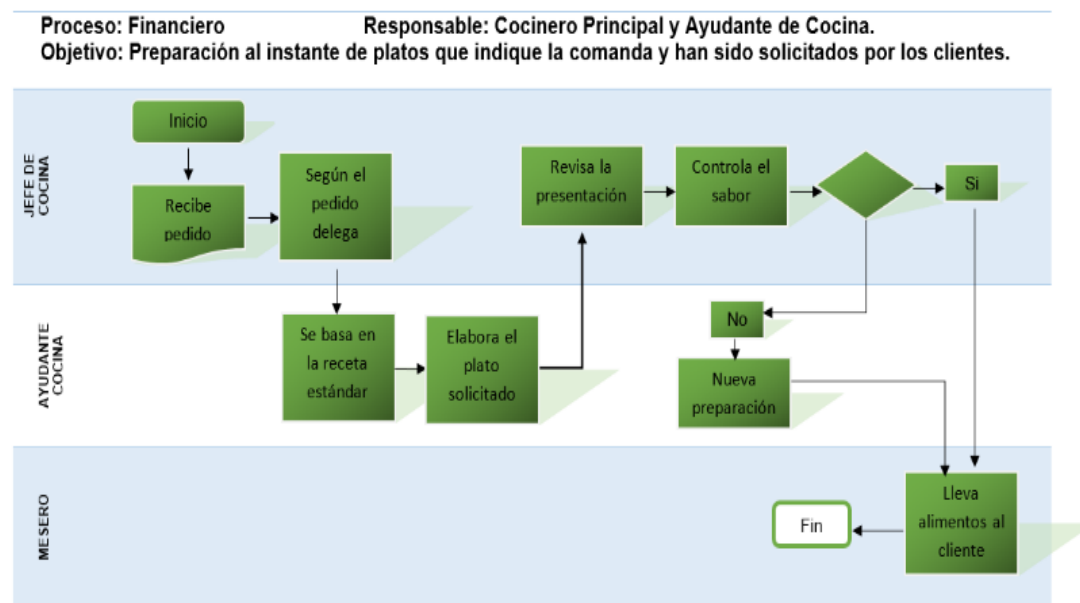 Proceso: Financiero Responsable: Cocinero Principal y Ayudante de Cocina.
Objetivo: Preparación al instante de platos que indique la comanda y han sido solicitados por los clientes.
JEFE DE
COCINA
Inicio
Recibe
pedido
Según el
pedido
delega
Revisa la
presentación
Controla el
sabor
Si
AYUDANTE
COCINA
Se basa en
la receta
estándar
Elabora el
plato
solicitado
No
Nueva
preparación
MESERO
Fin
Lleva
alimentos al
cliente